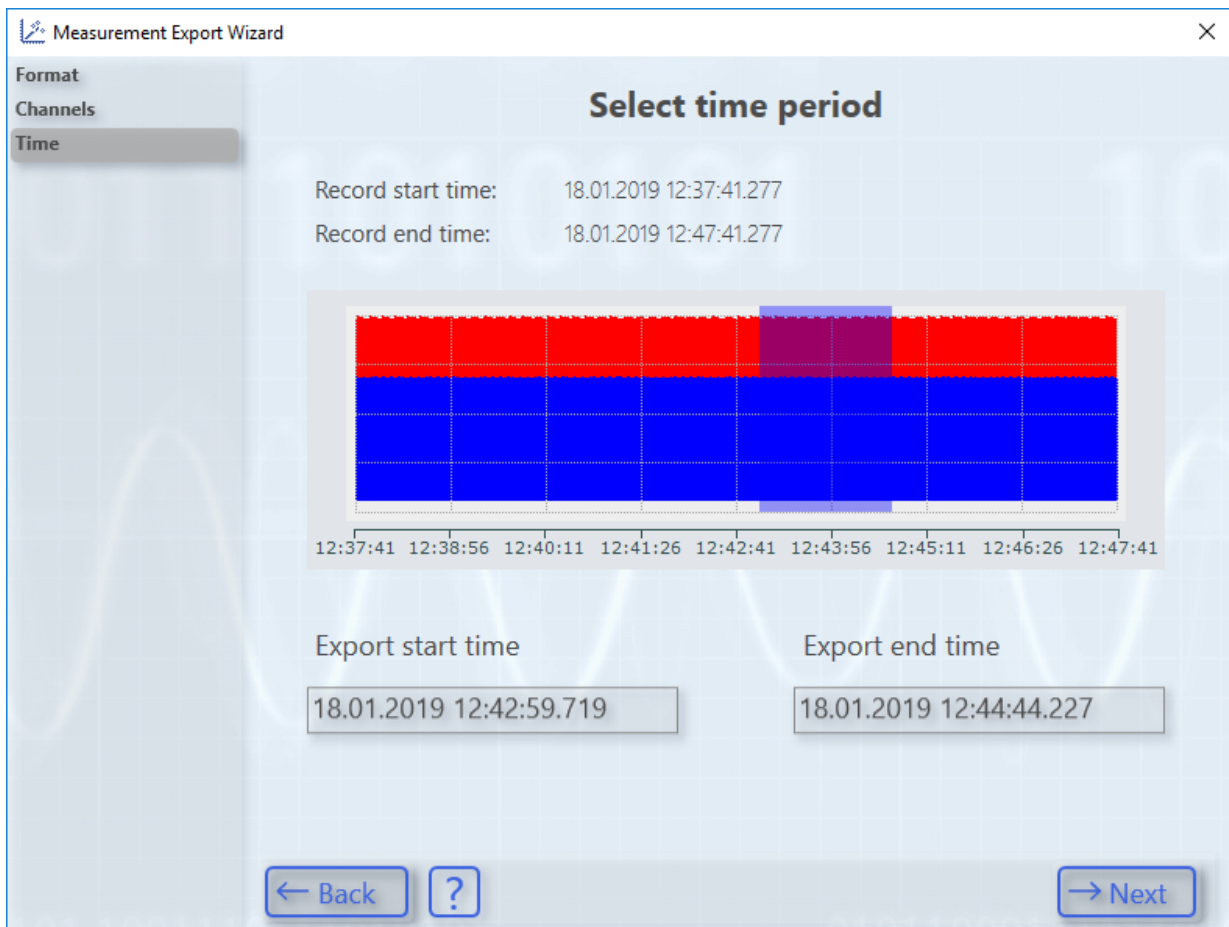 Measurement Export Wizard
Format
Channels
Time
Select time period
Record start time: 18.01.2019 12:37:41.277
Record end time: 18.01.2019 12:47:41.277
12:37:41 12:38:56 12:40:11 12:41:26 12:42:41 12:43:56 12:45:11 12:46:26 12:47:41
Export start time Export end time
18.01.2019 12:42:59.719 18.01.2019 12:44:44.227
← Back ? → Next